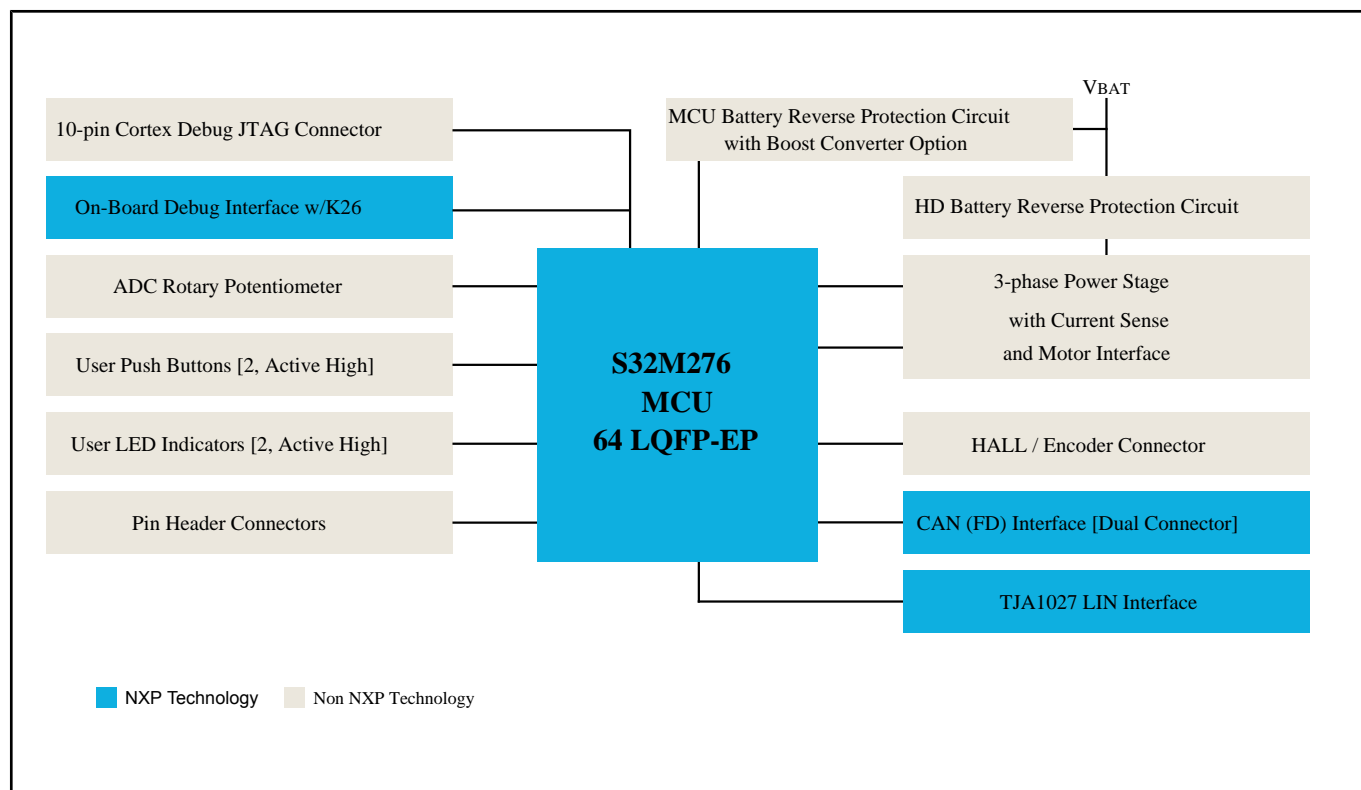 VBAT
10-pin Cortex Debug JTAG Connector
MCU Battery Reverse Protection Circuit
with Boost Converter Option
On-Board Debug Interface w/K26
HD Battery Reverse Protection Circuit
ADC Rotary Potentiometer
3-phase Power Stage
with Current Sense
and Motor Interface
User Push Buttons [2, Active High]
S32M276
MCU
64 LQFP-EP
User LED Indicators [2, Active High]
HALL / Encoder Connector
Pin Header Connectors
CAN (FD) Interface [Dual Connector]
TJA1027 LIN Interface
NXP Technology
Non NXP Technology